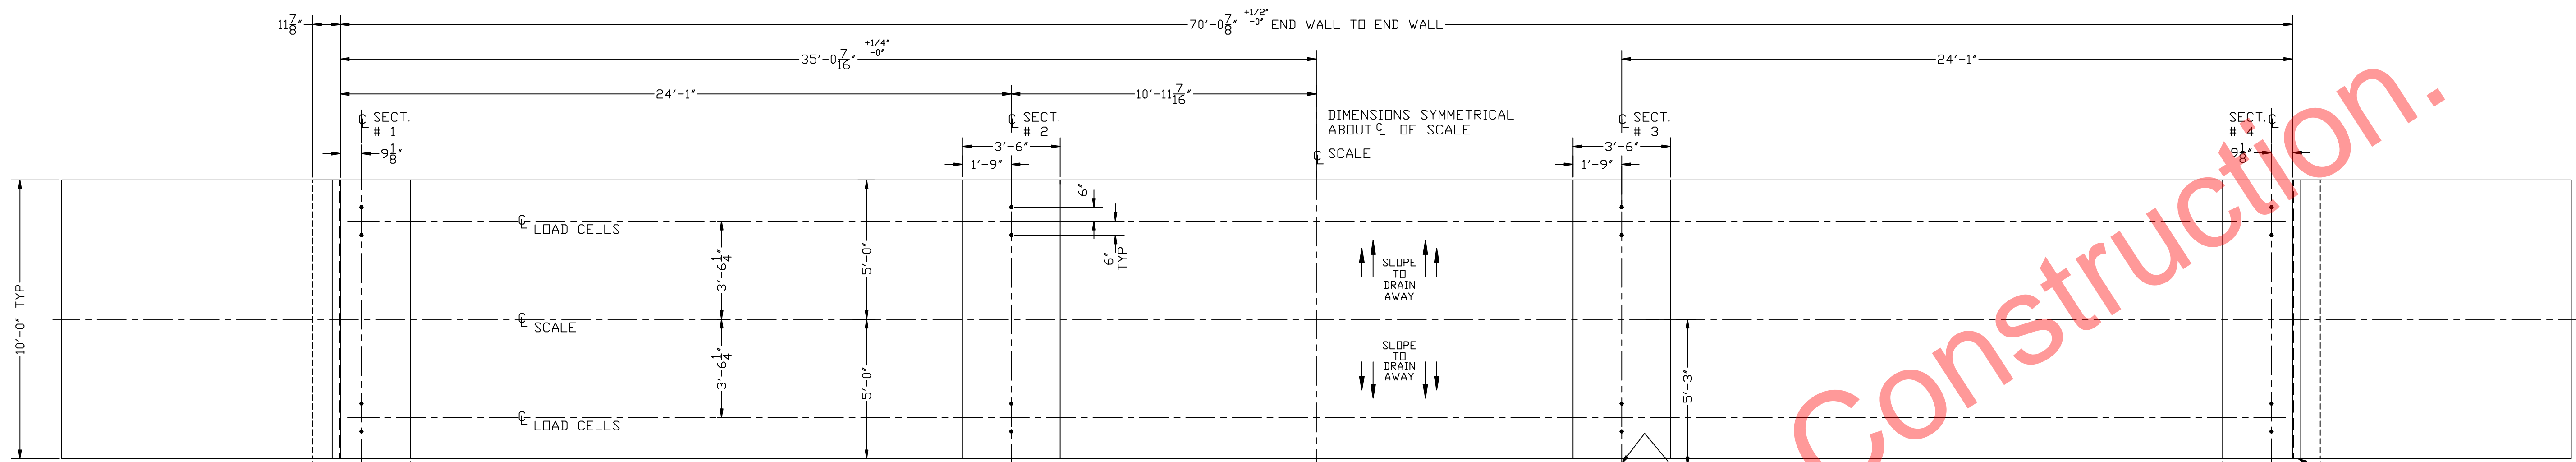 11 7/8" 70'-0 7/8" +1/2" -0" END WALL TO END WALL
35'-0 7/16" +1/4" -0" 24'-1"
24'-1" 10'-11 7/16"
℄ SECT. # 1
℄ SECT. # 2
DIMENSIONS SYMMETRICAL
ABOUT ℄ OF SCALE
℄ SECT. # 3
SECT. ℄ # 4
9 1/8"
3'-6"
1'-9"
℄ SCALE
3'-6"
1'-9"
9 1/8"
6"
℄ LOAD CELLS
6" TYP
3'-6 1/4"
5'-0"
SLOPE
TO
DRAIN
AWAY
10'-0" TYP
℄ SCALE
3'-6 1/4"
5'-0"
SLOPE
TO
DRAIN
AWAY
5'-3"
℄ LOAD CELLS
Construction.